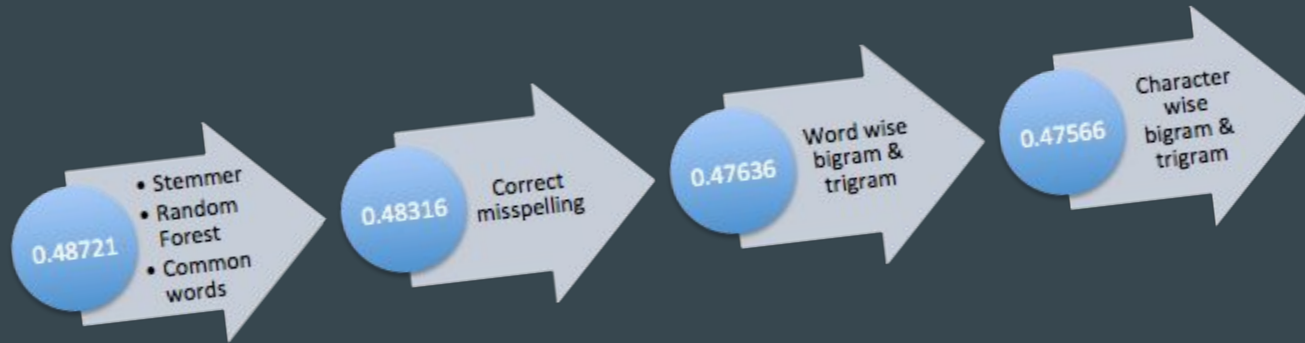 0.48721
• Stemmer
• Random
Forest
• Common
words
0.48316
Correct
misspelling
0.47636
Word wise
bigram &
trigram
0.47566
Character
wise
bigram &
trigram